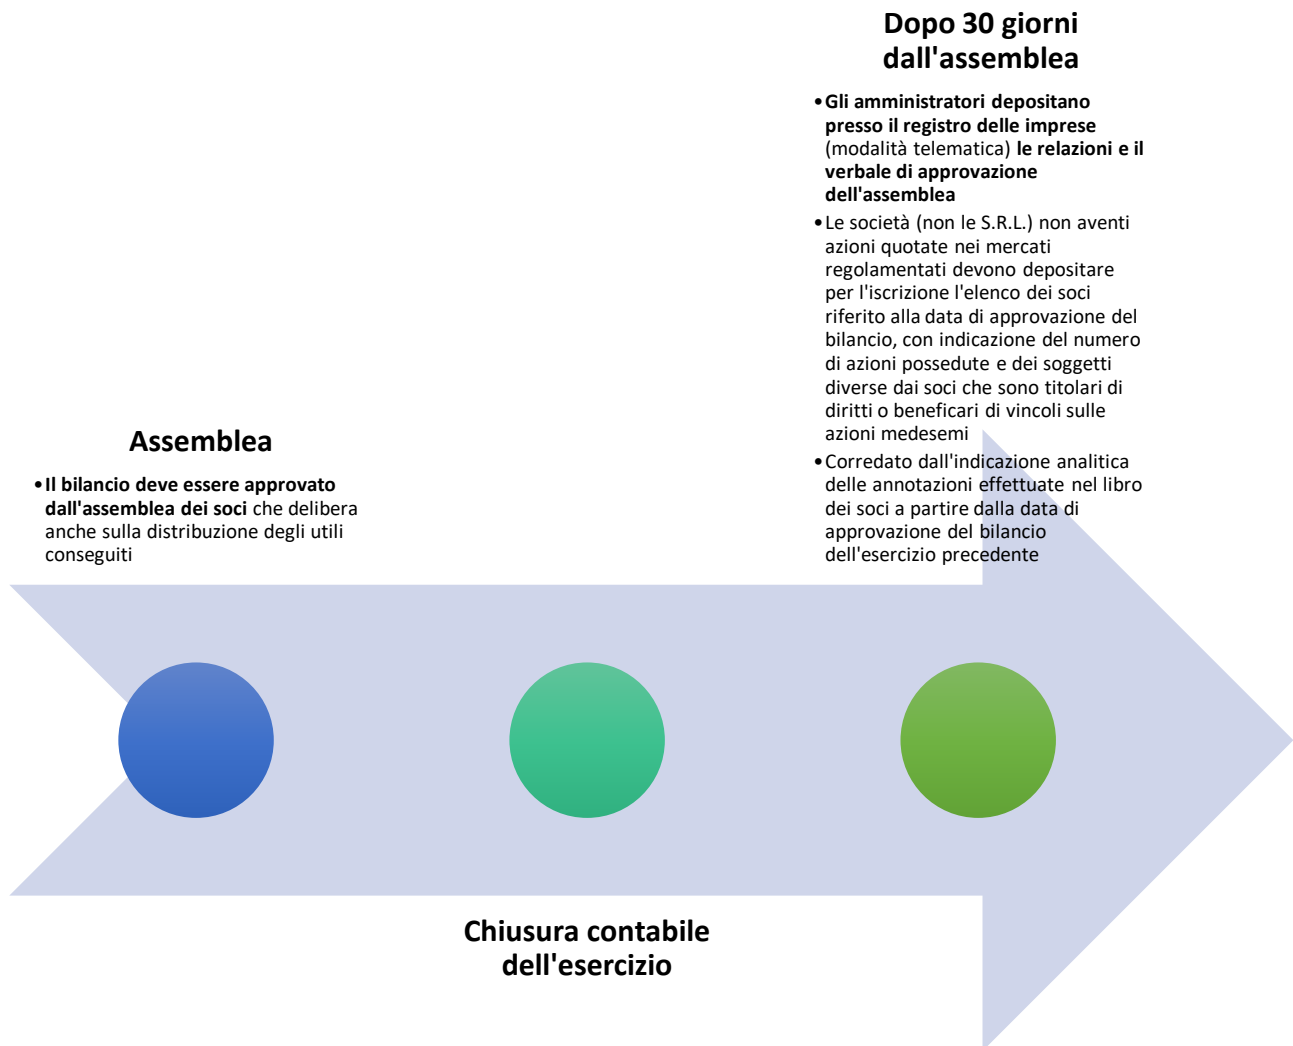 Assemblea
•Il bilancio deve essere approvato
dall'assemblea dei soci che delibera
anche sulla distribuzione degli utili
conseguiti
Chiusura contabile
dell'esercizio
Dopo 30 giorni
dall'assemblea
•Gli amministratori depositano
presso il registro delle imprese
(modalità telematica) le relazioni e il
verbale di approvazione
dell'assemblea
•Le società (non le S.R.L.) non aventi
azioni quotate nei mercati
regolamentati devono depositare
per l'iscrizione l'elenco dei soci
riferito alla data di approvazione del
bilancio, con indicazione del numero
di azioni possedute e dei soggetti
diverse dai soci che sono titolari di
diritti o beneficari di vincoli sulle
azioni medesemi
•Corredato dall'indicazione analitica
delle annotazioni effettuate nel libro
dei soci a partire dalla data di
approvazione del bilancio
dell'esercizio precedente